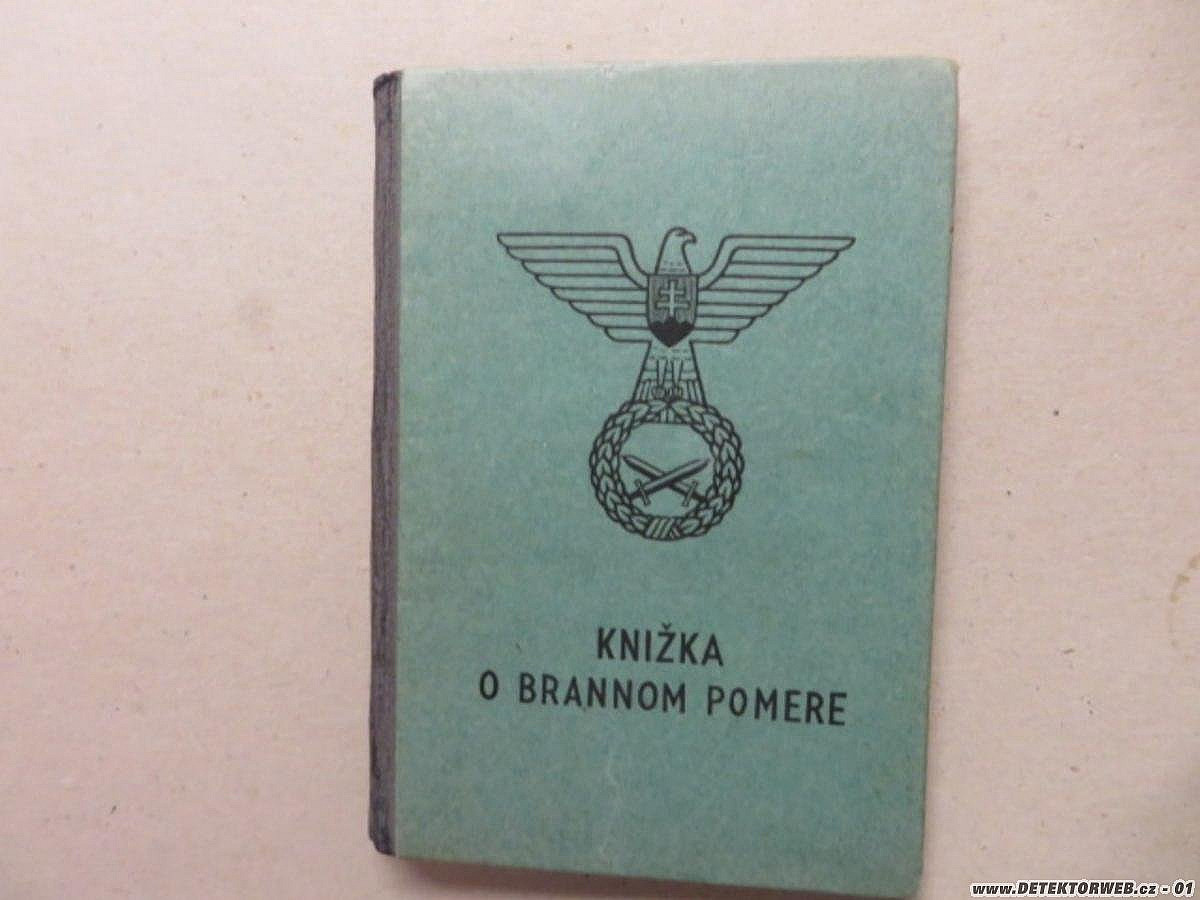 KNIŽKA
O BRANNOM POMERE
www.DETEKTORWEB.cz - 01